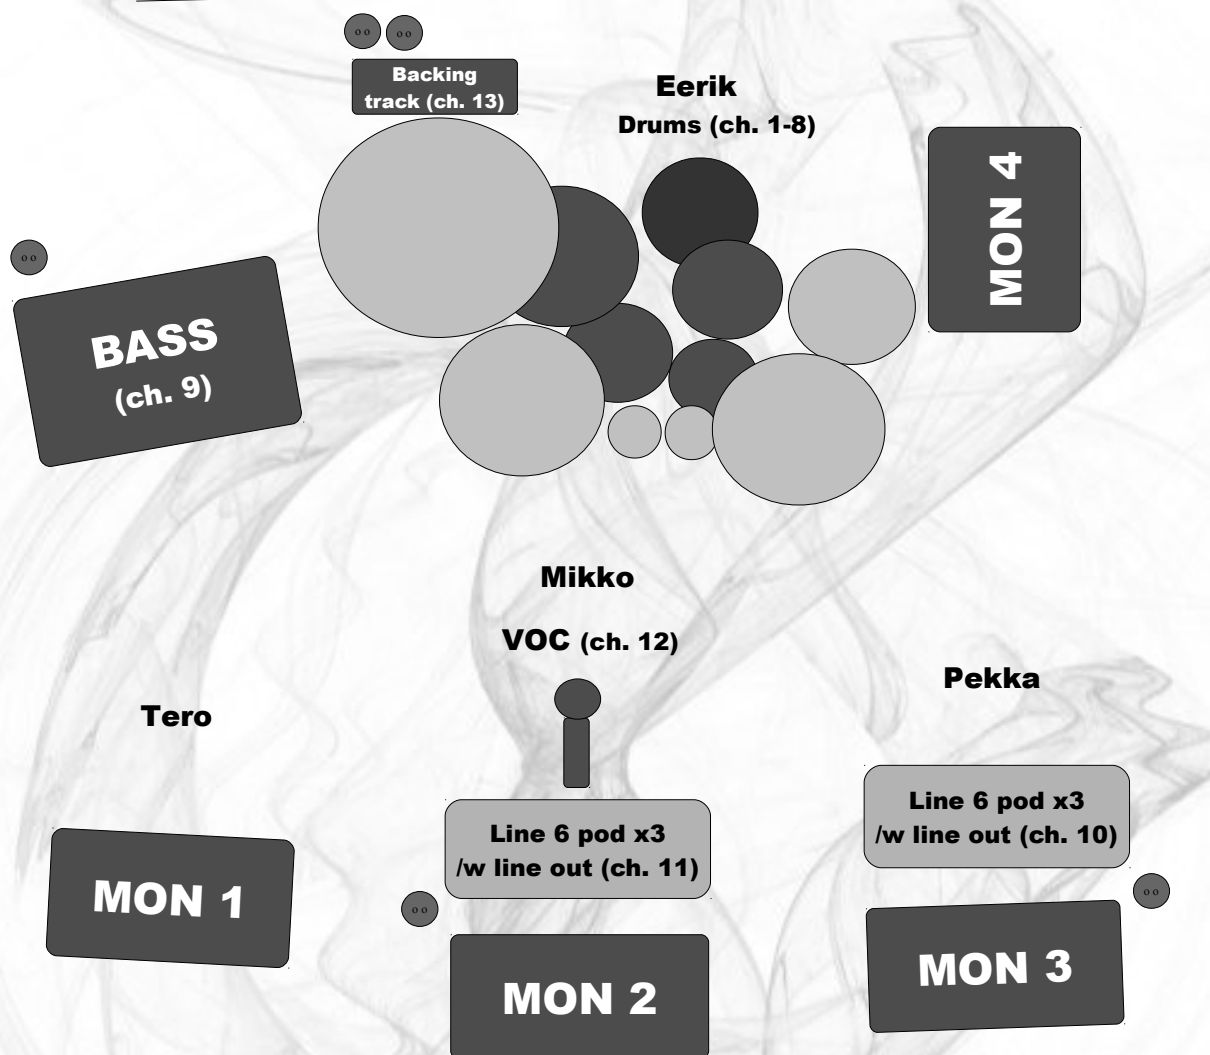 o o
o o
Backing
track (ch. 13)
Eerik
Drums (ch. 1-8)
MON 4
o o
BASS
(ch. 9)
Mikko
VOC (ch. 12)
Pekka
Tero
Line 6 pod x3
/w line out (ch. 10)
Line 6 pod x3
/w line out (ch. 11)
MON 1
o o
o o
MON 3
MON 2